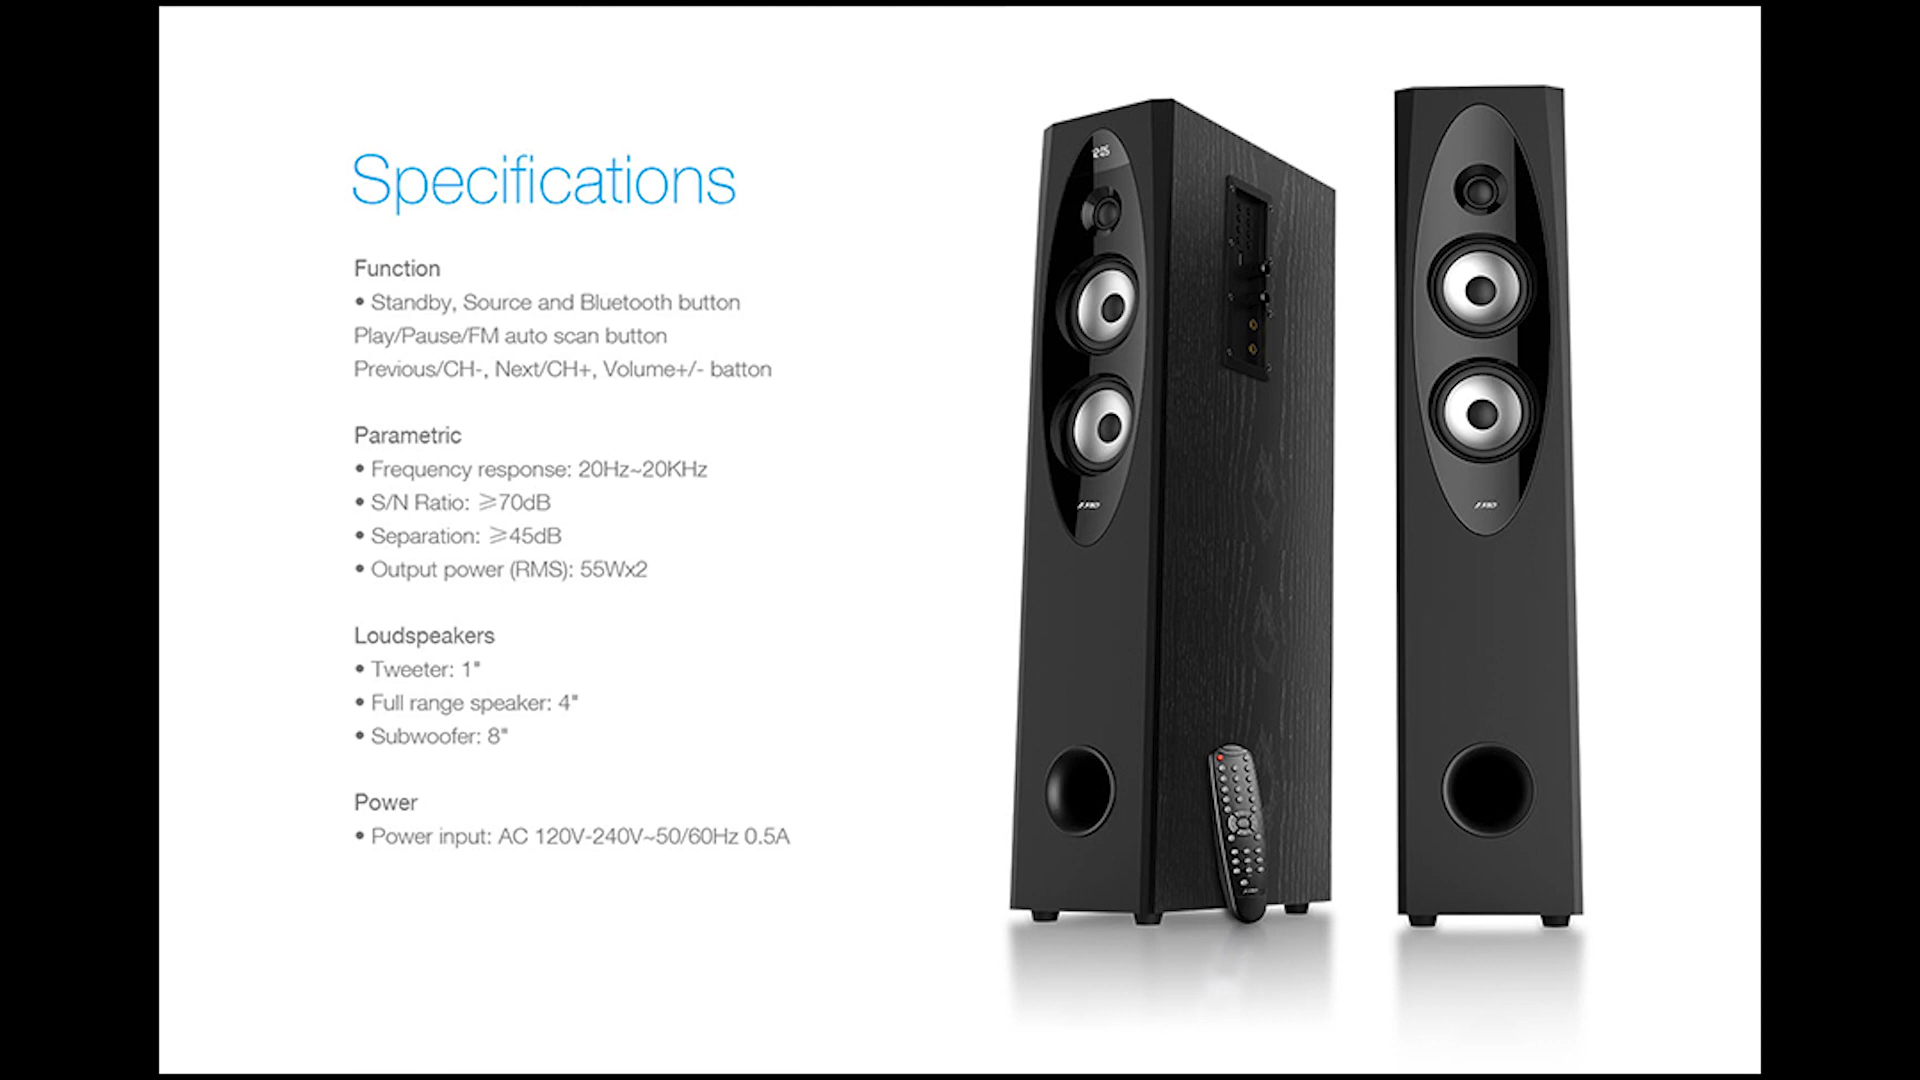 Specifications
Function
• Standby, Source and Bluetooth button
Play/Pause/FM auto scan button
Previous/CH-, Next/CH+, Volume+/- batton
Parametric
• Frequency response: 20Hz~20KHz
• S/N Ratio: ≥70dB
• Separation: ≥45dB
• Output power (RMS): 55Wx2
Loudspeakers
• Tweeter: 1"
• Full range speaker: 4"
• Subwoofer: 8"
Power
• Power input: AC 120V-240V~50/60Hz 0.5A